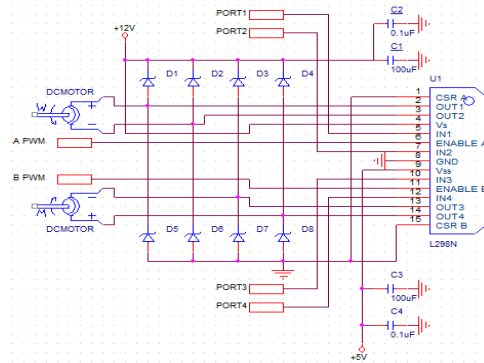 PORT1
C2
+12V
PORT2
0.1uF
C1
100uF
D1 D2 D3 D4
U1
DCMOTOR
1 CSR A
2 OUT1
3 OUT2
4 Vs
5 IN1
6 ENABLE A
7 IN2
8 GND
9 Vss
10 IN3
11 ENABLE B
12 IN4
13 OUT3
14 OUT4
15 CSR B
L298N
+
-
A PWM
B PWM
-
+
DCMOTOR
D5 D6 D7 D8
PORT3
PORT4
C3
100uF
C4
0.1uF
+5V